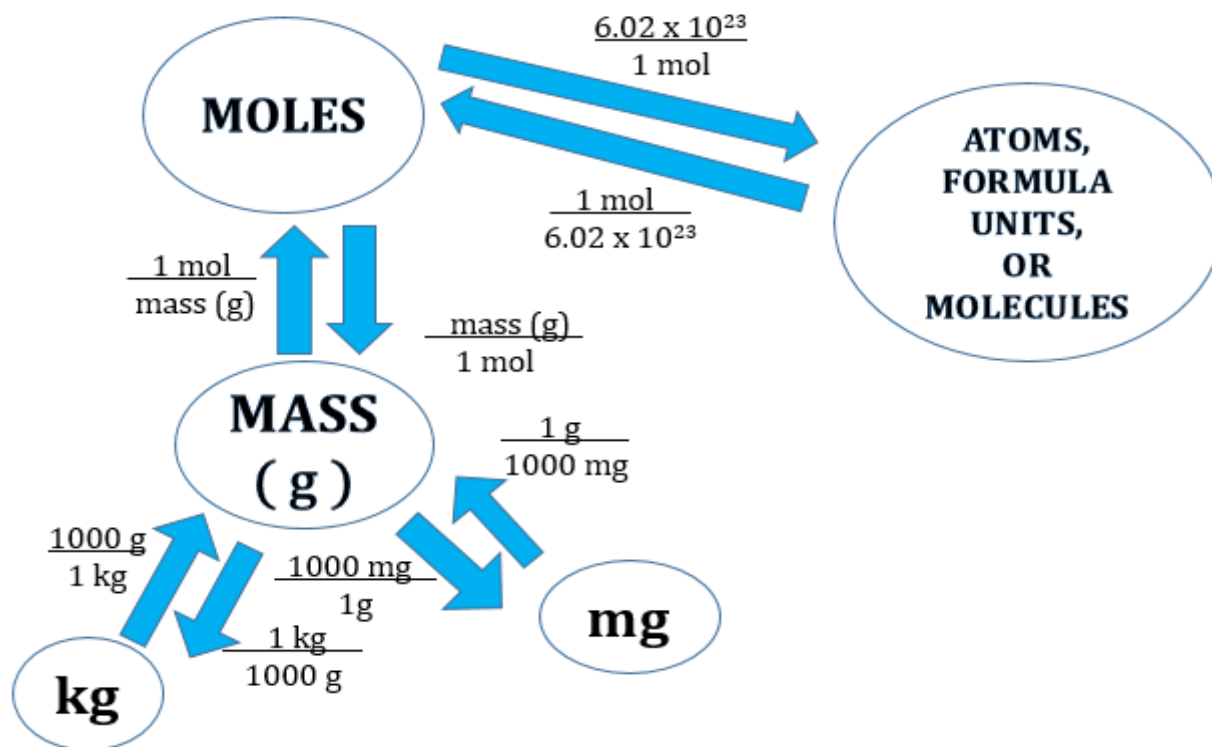 6.02 x 10²³
1 mol
MOLES
ATOMS,
FORMULA
UNITS,
OR
MOLECULES
1 mol
6.02 x 10²³
1 mol
mass (g)
mass (g)
1 mol
MASS
( g )
1 g
1000 mg
1000 g
1 kg
1000 mg
1g
1 kg
1000 g
mg
kg